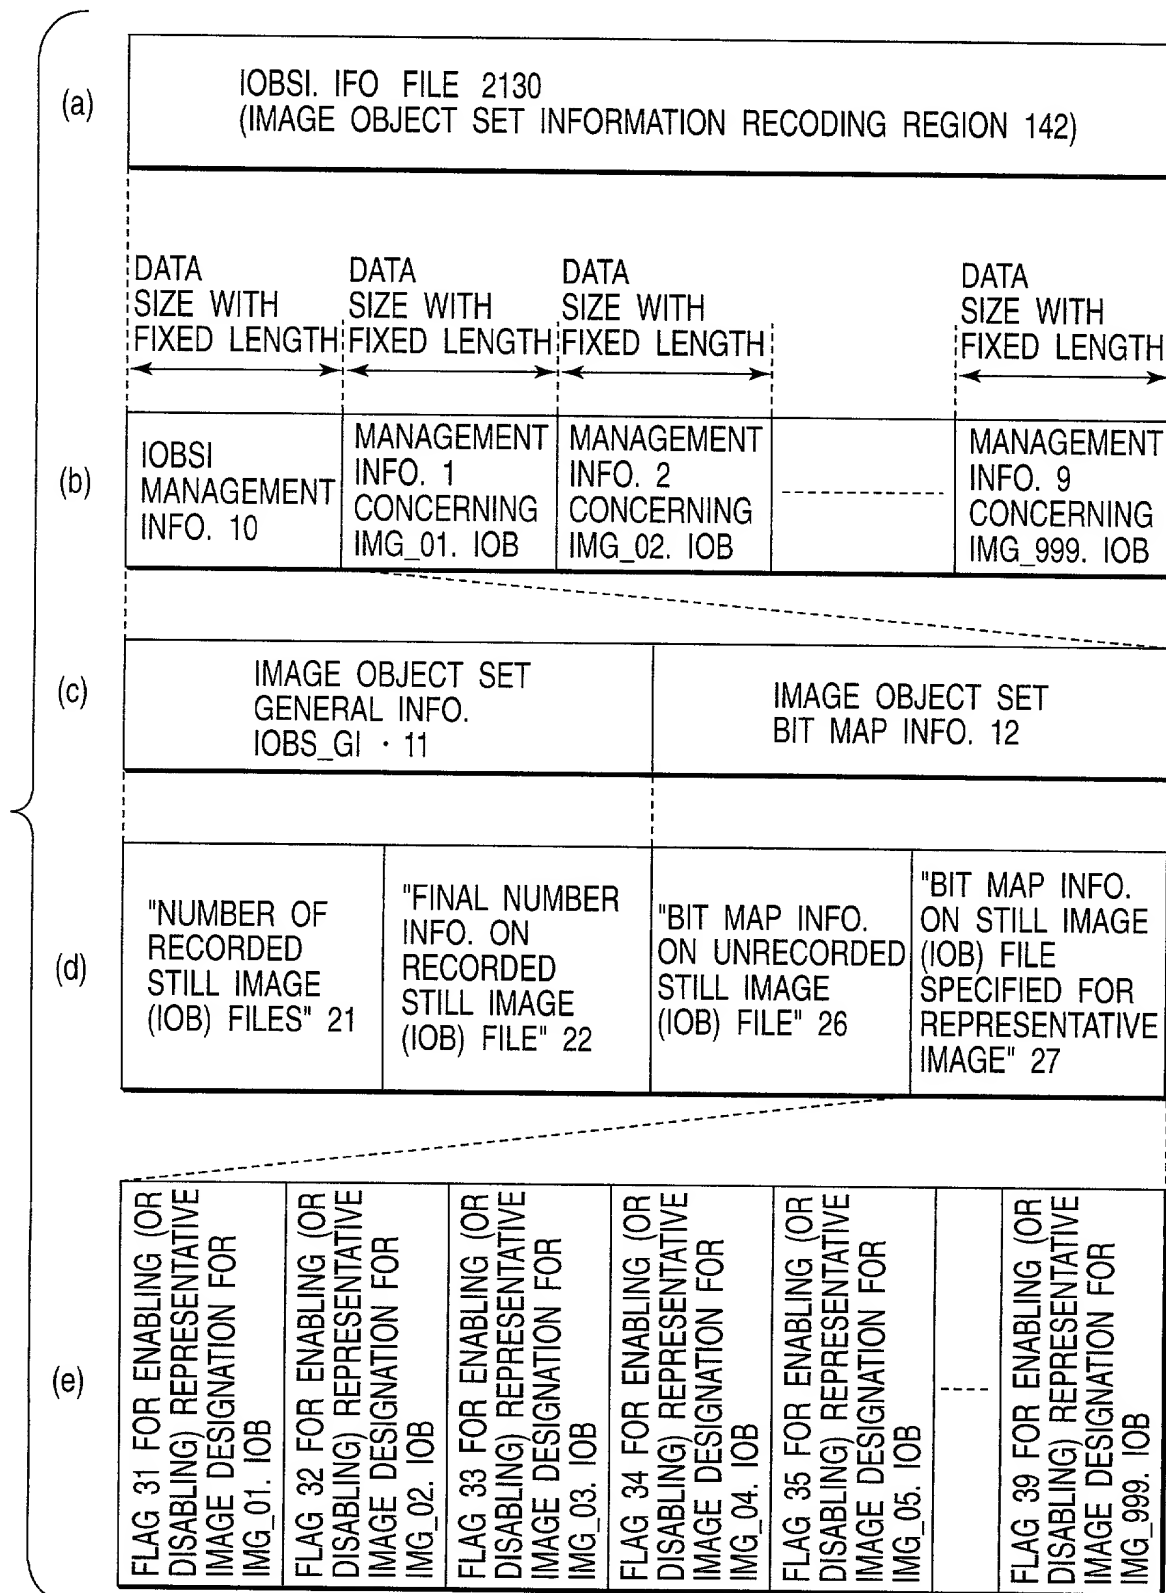 (a)
IOBSI. IFO FILE 2130
(IMAGE OBJECT SET INFORMATION RECODING REGION 142)
DATA
SIZE WITH
FIXED LENGTH
DATA
SIZE WITH
FIXED LENGTH
DATA
SIZE WITH
FIXED LENGTH
DATA
SIZE WITH
FIXED LENGTH
(b)
IOBSI
MANAGEMENT
INFO. 10
MANAGEMENT
INFO. 1
CONCERNING
IMG_01. IOB
MANAGEMENT
INFO. 2
CONCERNING
IMG_02. IOB
MANAGEMENT
INFO. 9
CONCERNING
IMG_999. IOB
(c)
IMAGE OBJECT SET
GENERAL INFO.
IOBS_GI · 11
IMAGE OBJECT SET
BIT MAP INFO. 12
(d)
"NUMBER OF
RECORDED
STILL IMAGE
(IOB) FILES" 21
"FINAL NUMBER
INFO. ON
RECORDED
STILL IMAGE
(IOB) FILE" 22
"BIT MAP INFO.
ON UNRECORDED
STILL IMAGE
(IOB) FILE" 26
"BIT MAP INFO.
ON STILL IMAGE
(IOB) FILE
SPECIFIED FOR
REPRESENTATIVE
IMAGE" 27
(e)
FLAG 31 FOR ENABLING (OR
DISABLING) REPRESENTATIVE
IMAGE DESIGNATION FOR
IMG_01. IOB
FLAG 32 FOR ENABLING (OR
DISABLING) REPRESENTATIVE
IMAGE DESIGNATION FOR
IMG_02. IOB
FLAG 33 FOR ENABLING (OR
DISABLING) REPRESENTATIVE
IMAGE DESIGNATION FOR
IMG_03. IOB
FLAG 34 FOR ENABLING (OR
DISABLING) REPRESENTATIVE
IMAGE DESIGNATION FOR
IMG_04. IOB
FLAG 35 FOR ENABLING (OR
DISABLING) REPRESENTATIVE
IMAGE DESIGNATION FOR
IMG_05. IOB
FLAG 39 FOR ENABLING (OR
DISABLING) REPRESENTATIVE
IMAGE DESIGNATION FOR
IMG_999. IOB